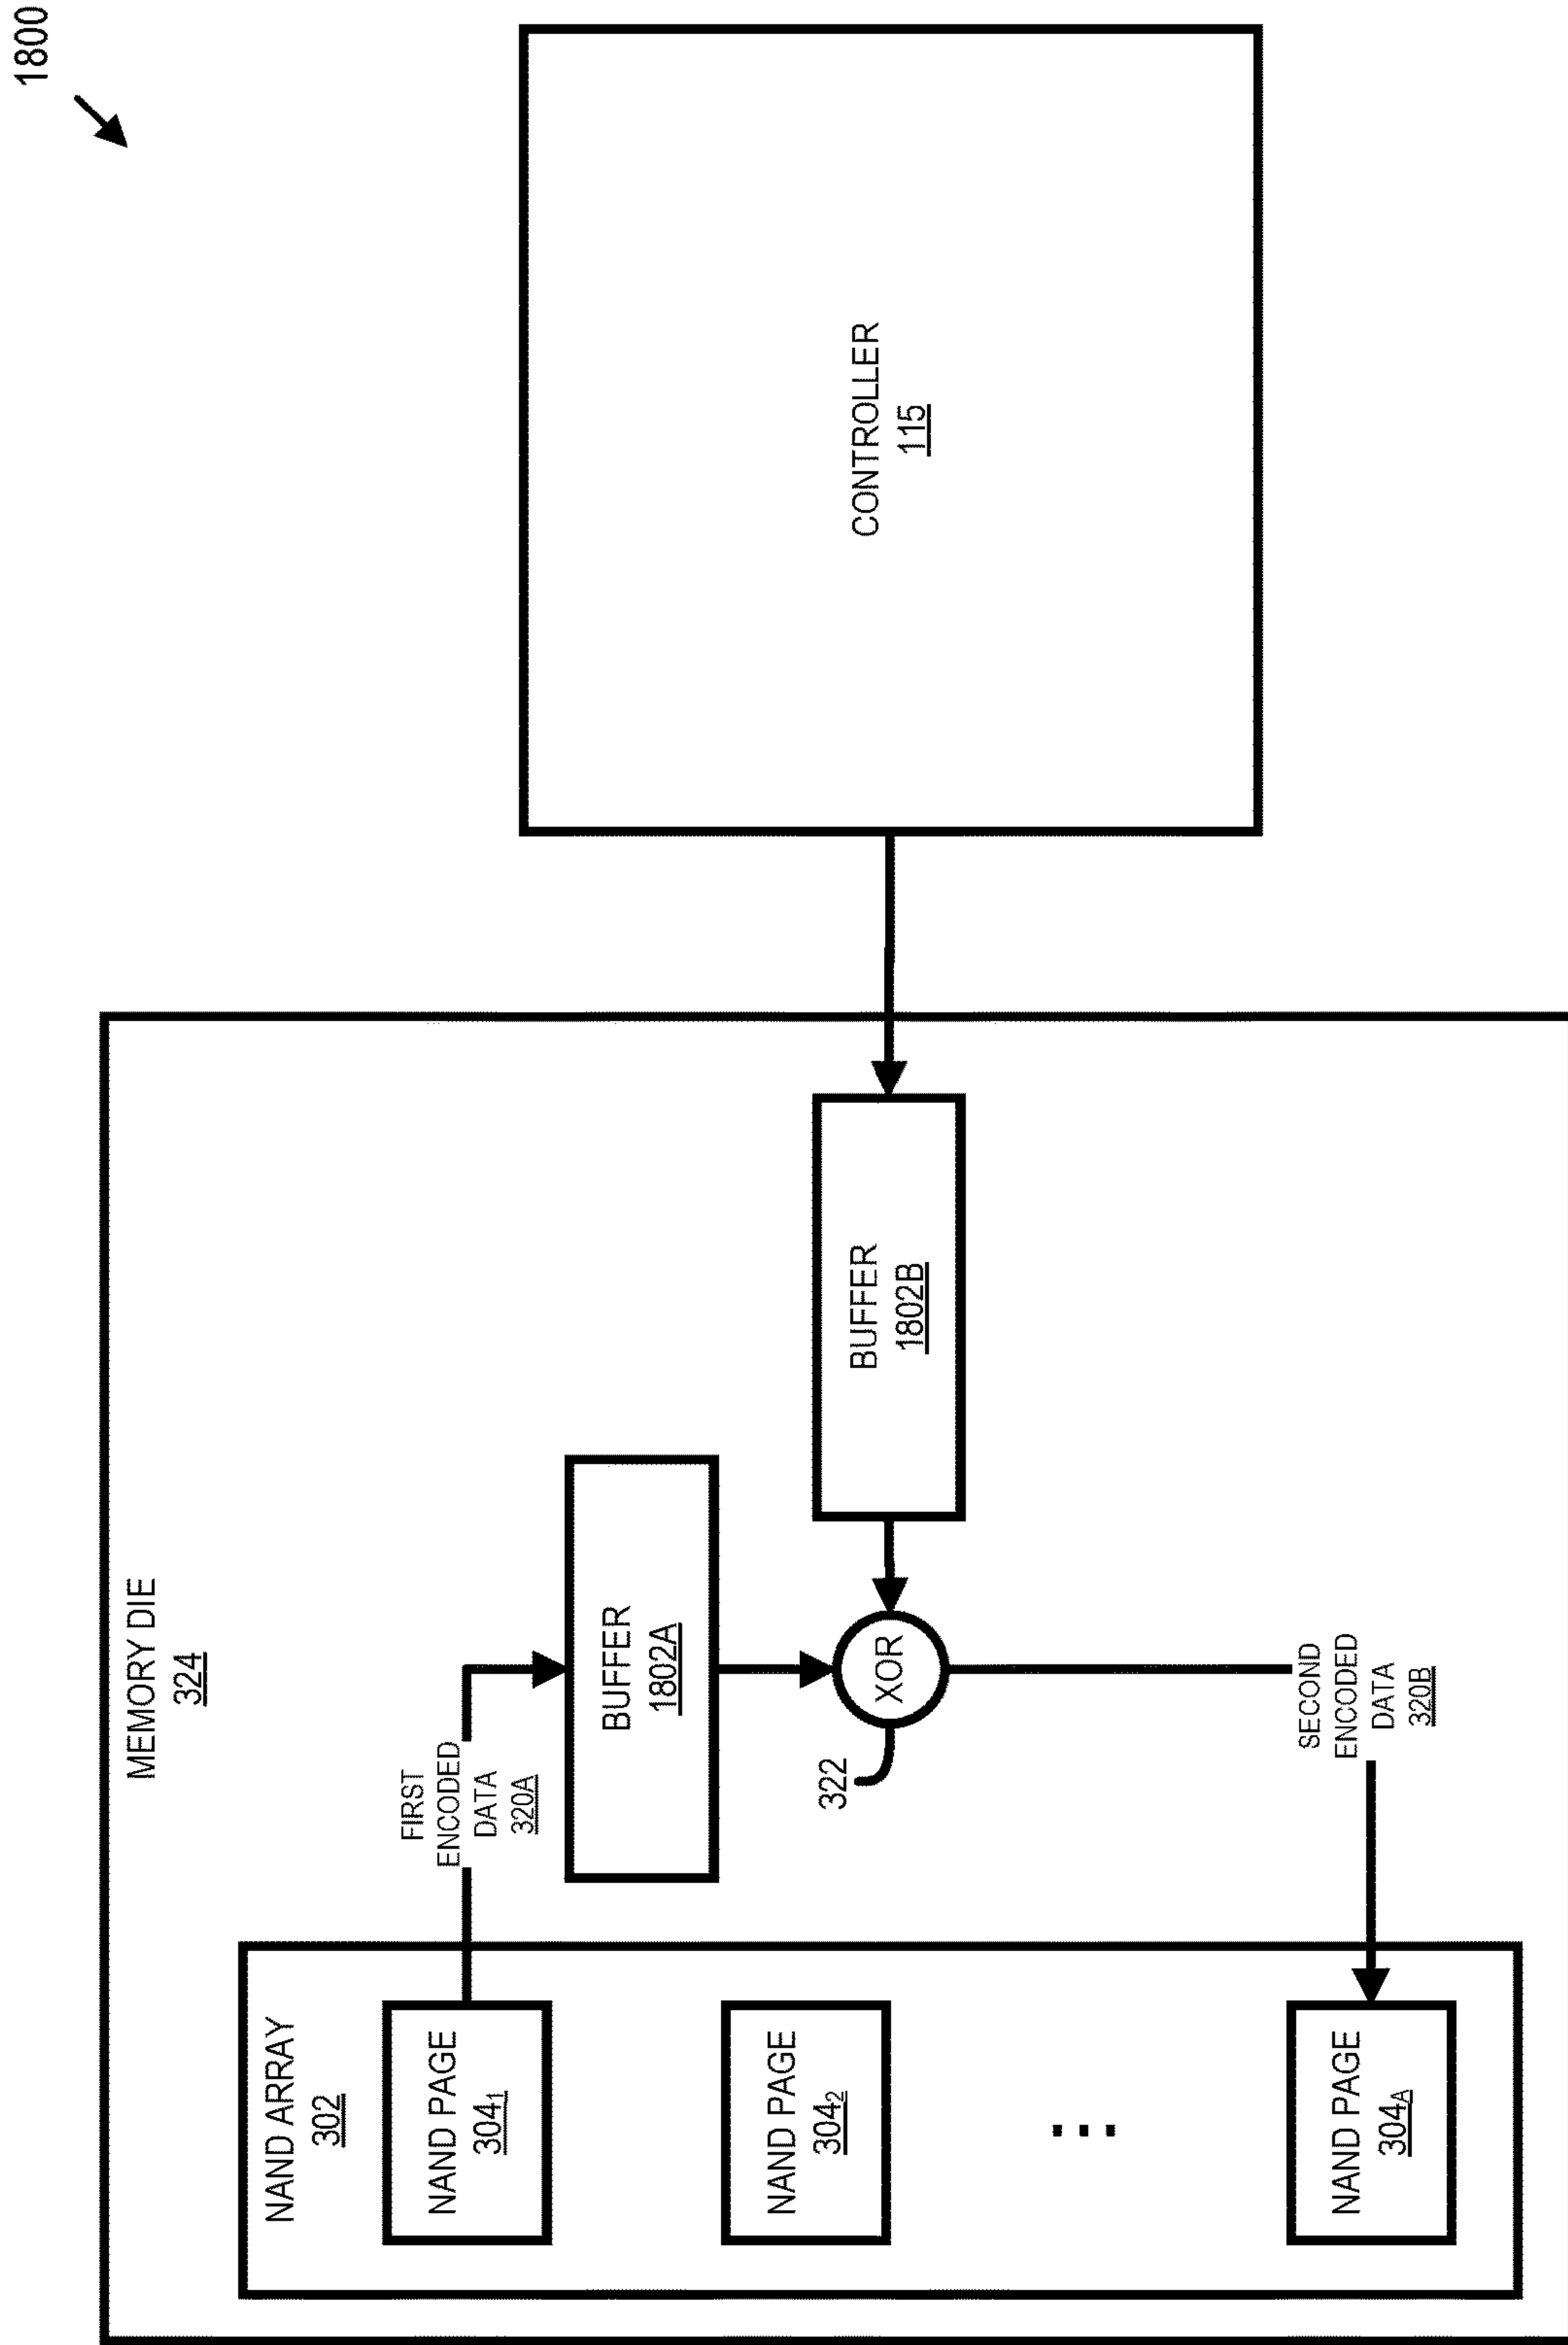 1800
MEMORY DIE
324
NAND ARRAY
302
NAND PAGE
304₁
FIRST
ENCODED
DATA
320A
BUFFER
1802A
NAND PAGE
304₂
322
XOR
BUFFER
1802B
CONTROLLER
115
...
NAND PAGE
304A
SECOND
ENCODED
DATA
320B